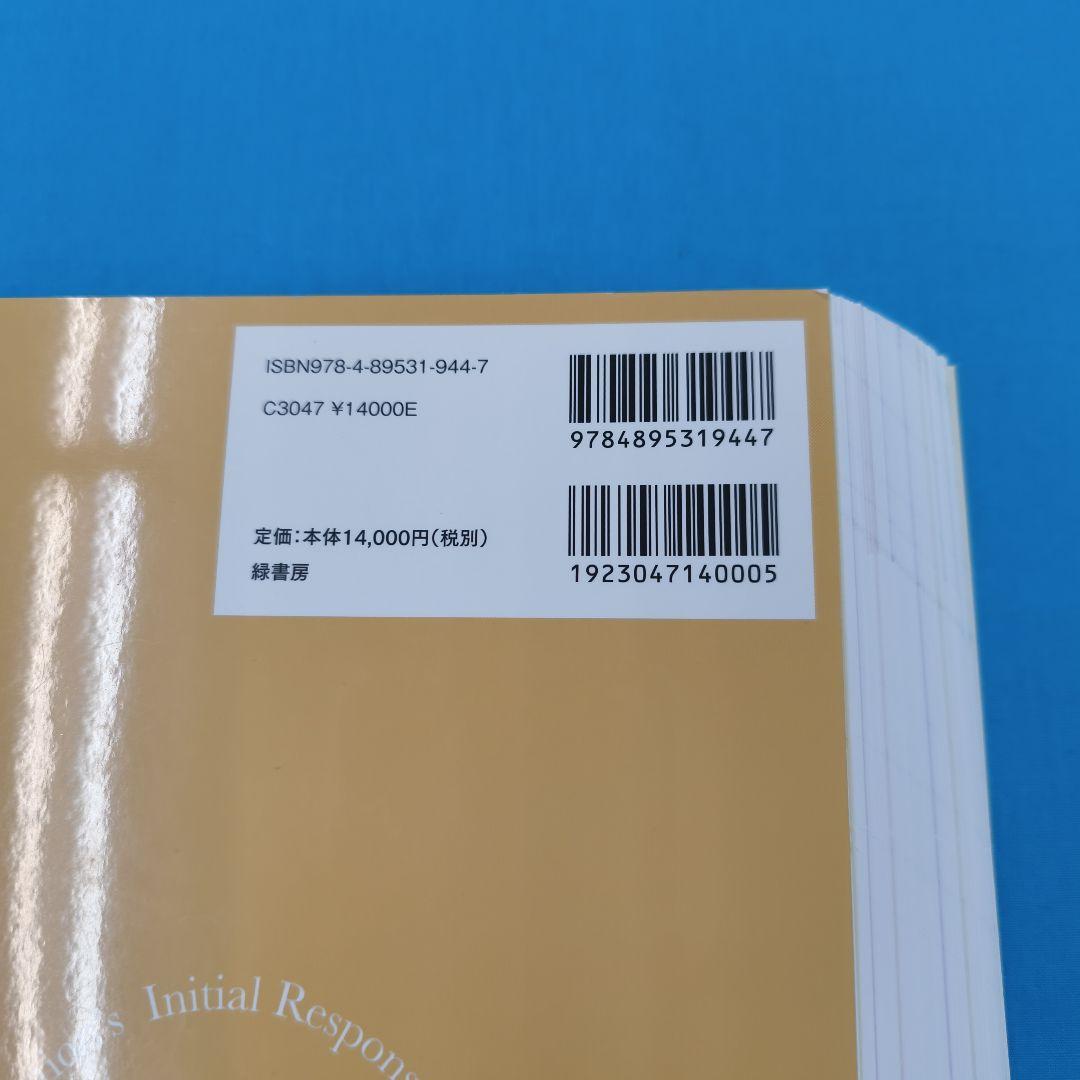 ISBN978-4-89531-944-7
C3047 ¥14000E
9784895319447
定価：本体14,000円（税別）
緑書房
1923047140005
Initial